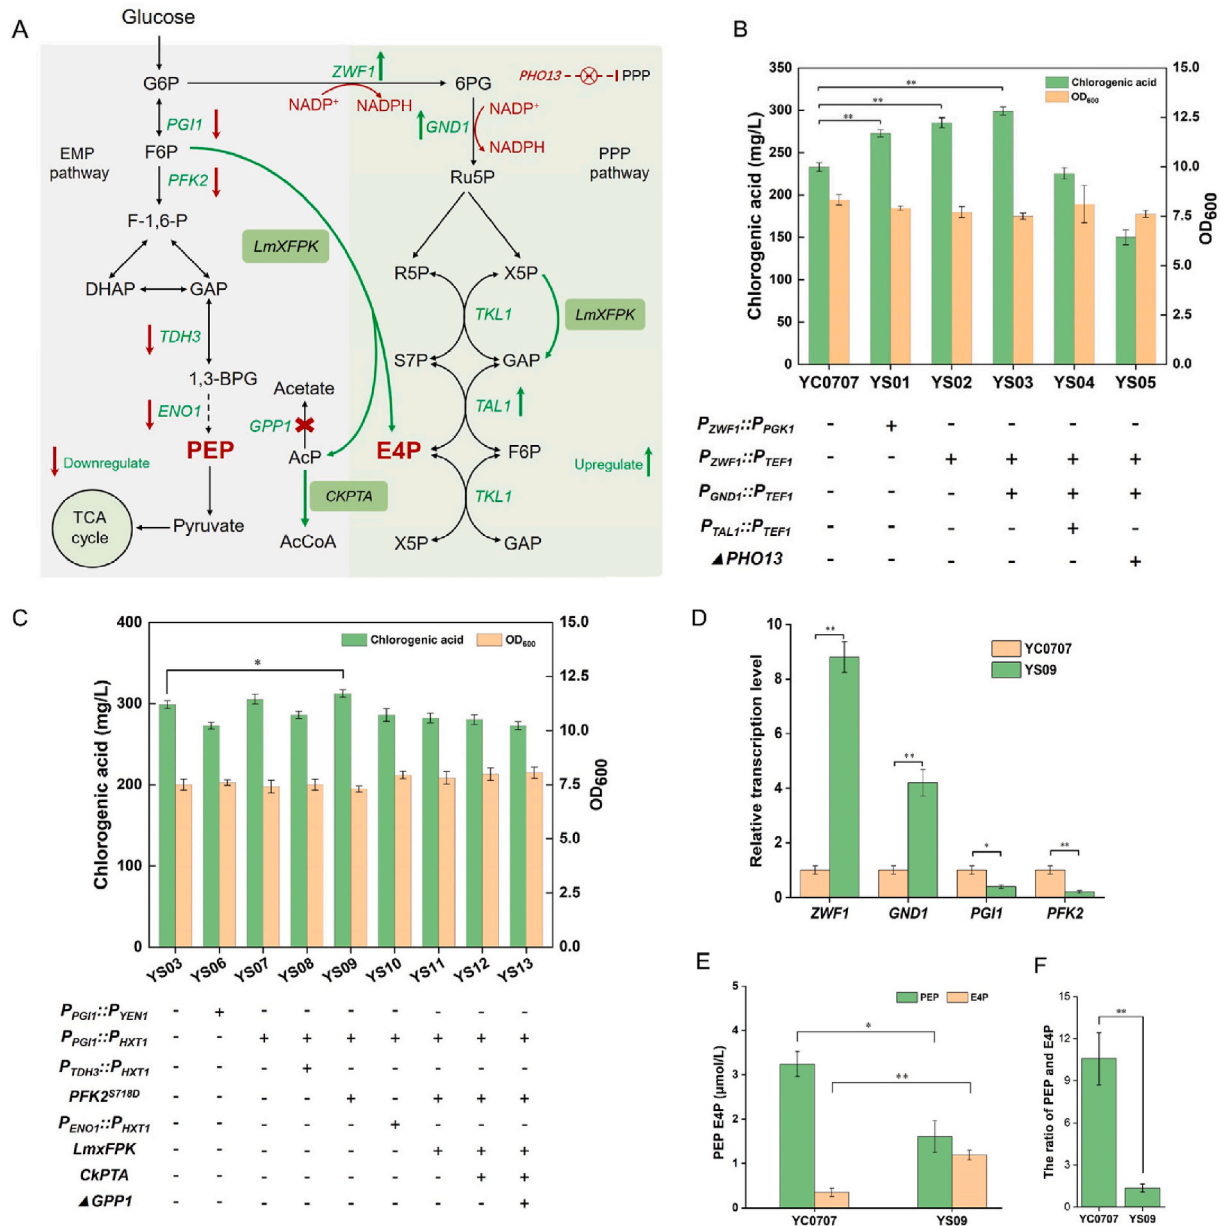 A
Glucose
G6P
ZWF1
6PG
PHO13
PPP
NADP+
NADPH
GND1
NADP+
NADPH
PGI1
EMP
pathway
F6P
PFK2
PPP
pathway
Ru5P
F-1,6-P
LmXFPK
R5P
X5P
DHAP
GAP
TKL1
LmXFPK
TDH3
S7P
GAP
1,3-BPG
Acetate
ENO1
GPP1
TAL1
PEP
E4P
F6P
Downregulate
AcP
Upregulate
CKPTA
TKL1
TCA
cycle
Pyruvate
AcCoA
X5P
GAP
B
Chlorogenic acid
OD600
350
300
250
200
150
100
50
0
Chlorogenic acid (mg/L)
15.0
12.5
10.0
7.5
5.0
2.5
0.0
OD600
**
**
**
YC0707 YS01 YS02 YS03 YS04 YS05
PZWF1::PPGK1 - + - - - -
PZWF1::PTEF1 - - + + + +
PGND1::PTEF1 - - - + + +
PTAL1::PTEF1 - - - - + -
▲PHO13 - - - - - +
C
Chlorogenic acid OD600
400
300
200
100
0
Chlorogenic acid (mg/L)
15.0
12.5
10.0
7.5
5.0
2.5
0.0
OD600
*
YS03 YS06 YS07 YS08 YS09 YS10 YS11 YS12 YS13
PPGI1::PYEN1 - + - - - - - - -
PPGI1::PHXT1 - - + + + + + + +
PTDH3::PHXT1 - - - + - - - - -
PFK2S718D - - - - + - + + +
PENO1::PHXT1 - - - - - + - - -
LmxFPK - - - - - - + + +
CkPTA - - - - - - - + +
▲GPP1 - - - - - - - - +
D
YC0707
YS09
10
8
6
4
2
0
Relative transcription level
**
**
*
**
ZWF1 GND1 PGI1 PFK2
E
PEP E4P
5
4
3
2
1
0
PEP E4P (μmol/L)
*
**
YC0707 YS09
F
15
12
9
6
3
0
The ratio of PEP and E4P
**
YC0707 YS09